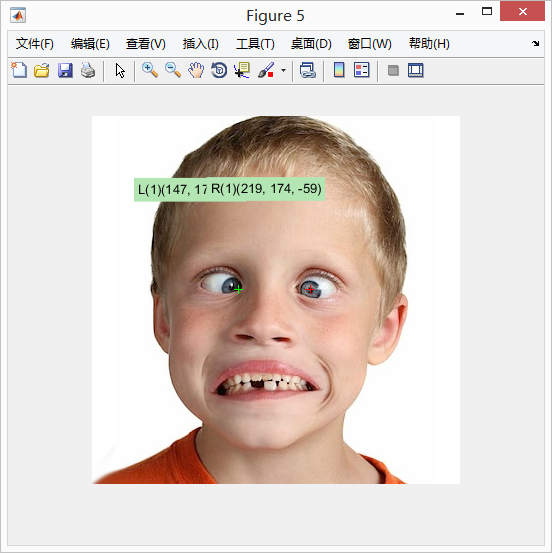 Figure 5
文件(F) 编辑(E) 查看(V) 插入(I) 工具(T) 桌面(D) 窗口(W) 帮助(H)
L(1)(147, 17 R(1)(219, 174, -59)